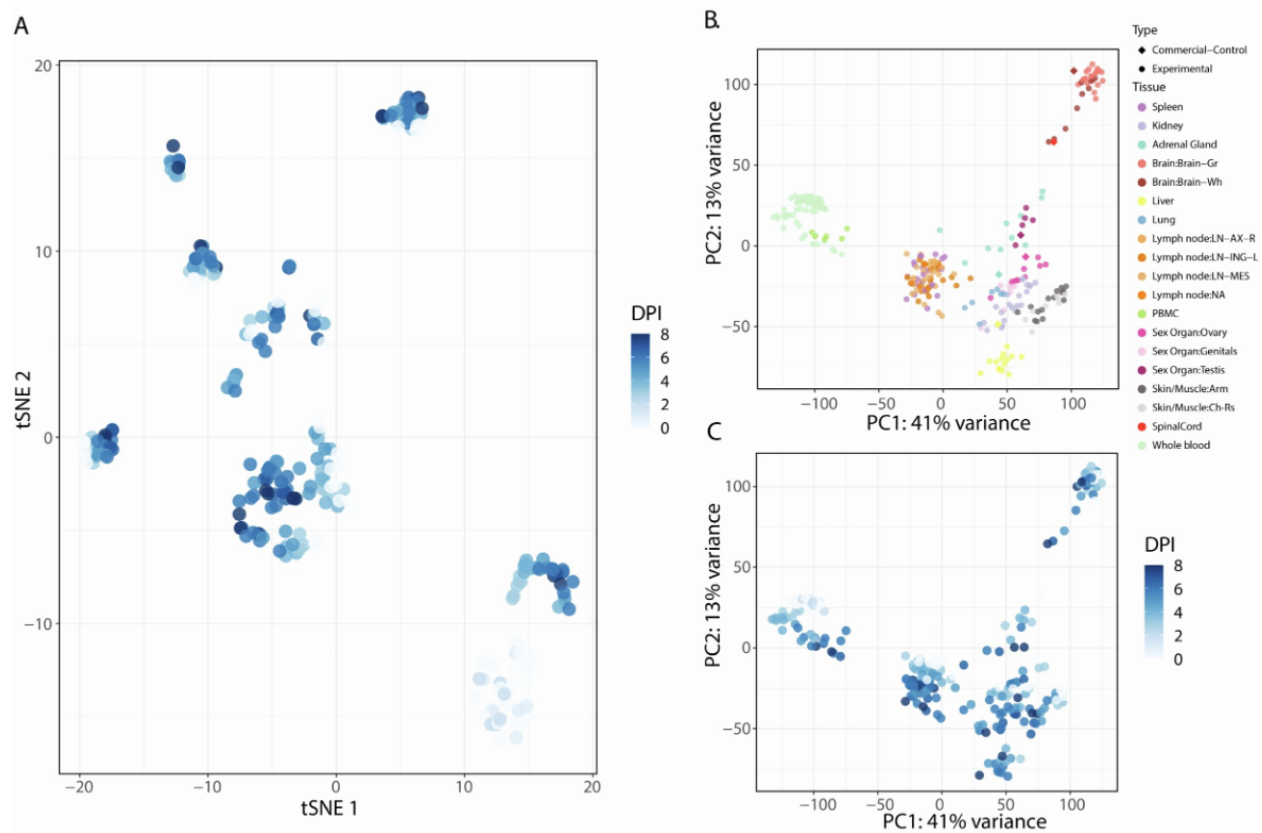 A
20
10
0
−10
−20
−10
0
10
20
tSNE 1
tSNE 2
DPI
8
6
4
2
0
B.
100
50
0
−50
−100
−50
0
50
100
PC1: 41% variance
PC2: 13% variance
Type
Commercial−Control
Experimental
Tissue
Spleen
Kidney
Adrenal Gland
Brain:Brain−Gr
Brain:Brain−Wh
Liver
Lung
Lymph node:LN−AX−R
Lymph node:LN−ING−L
Lymph node:LN−MES
Lymph node:NA
PBMC
Sex Organ:Ovary
Sex Organ:Genitals
Sex Organ:Testis
Skin/Muscle:Arm
Skin/Muscle:Ch−Rs
SpinalCord
Whole blood
C
100
50
0
−50
−100
−50
0
50
100
PC1: 41% variance
PC2: 13% variance
DPI
8
6
4
2
0